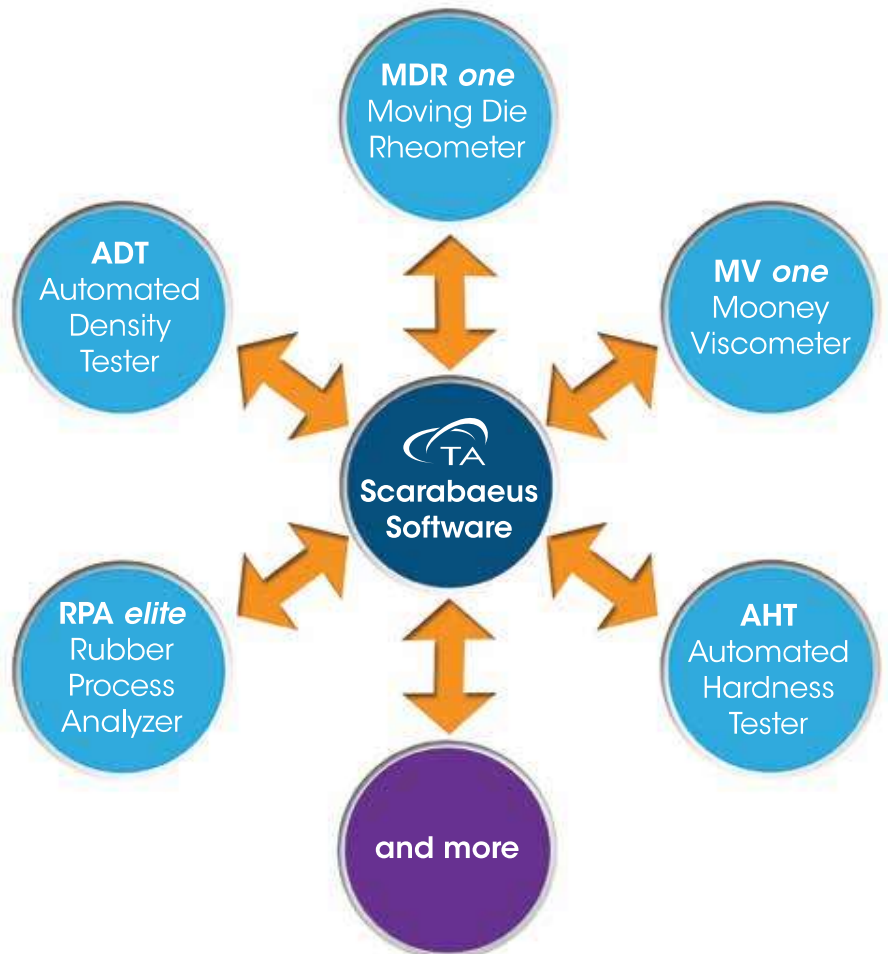 MDR one
Moving Die
Rheometer
ADT
Automated
Density
Tester
MV one
Mooney
Viscometer
TA
Scarabaeus
Software
RPA elite
Rubber
Process
Analyzer
AHT
Automated
Hardness
Tester
and more